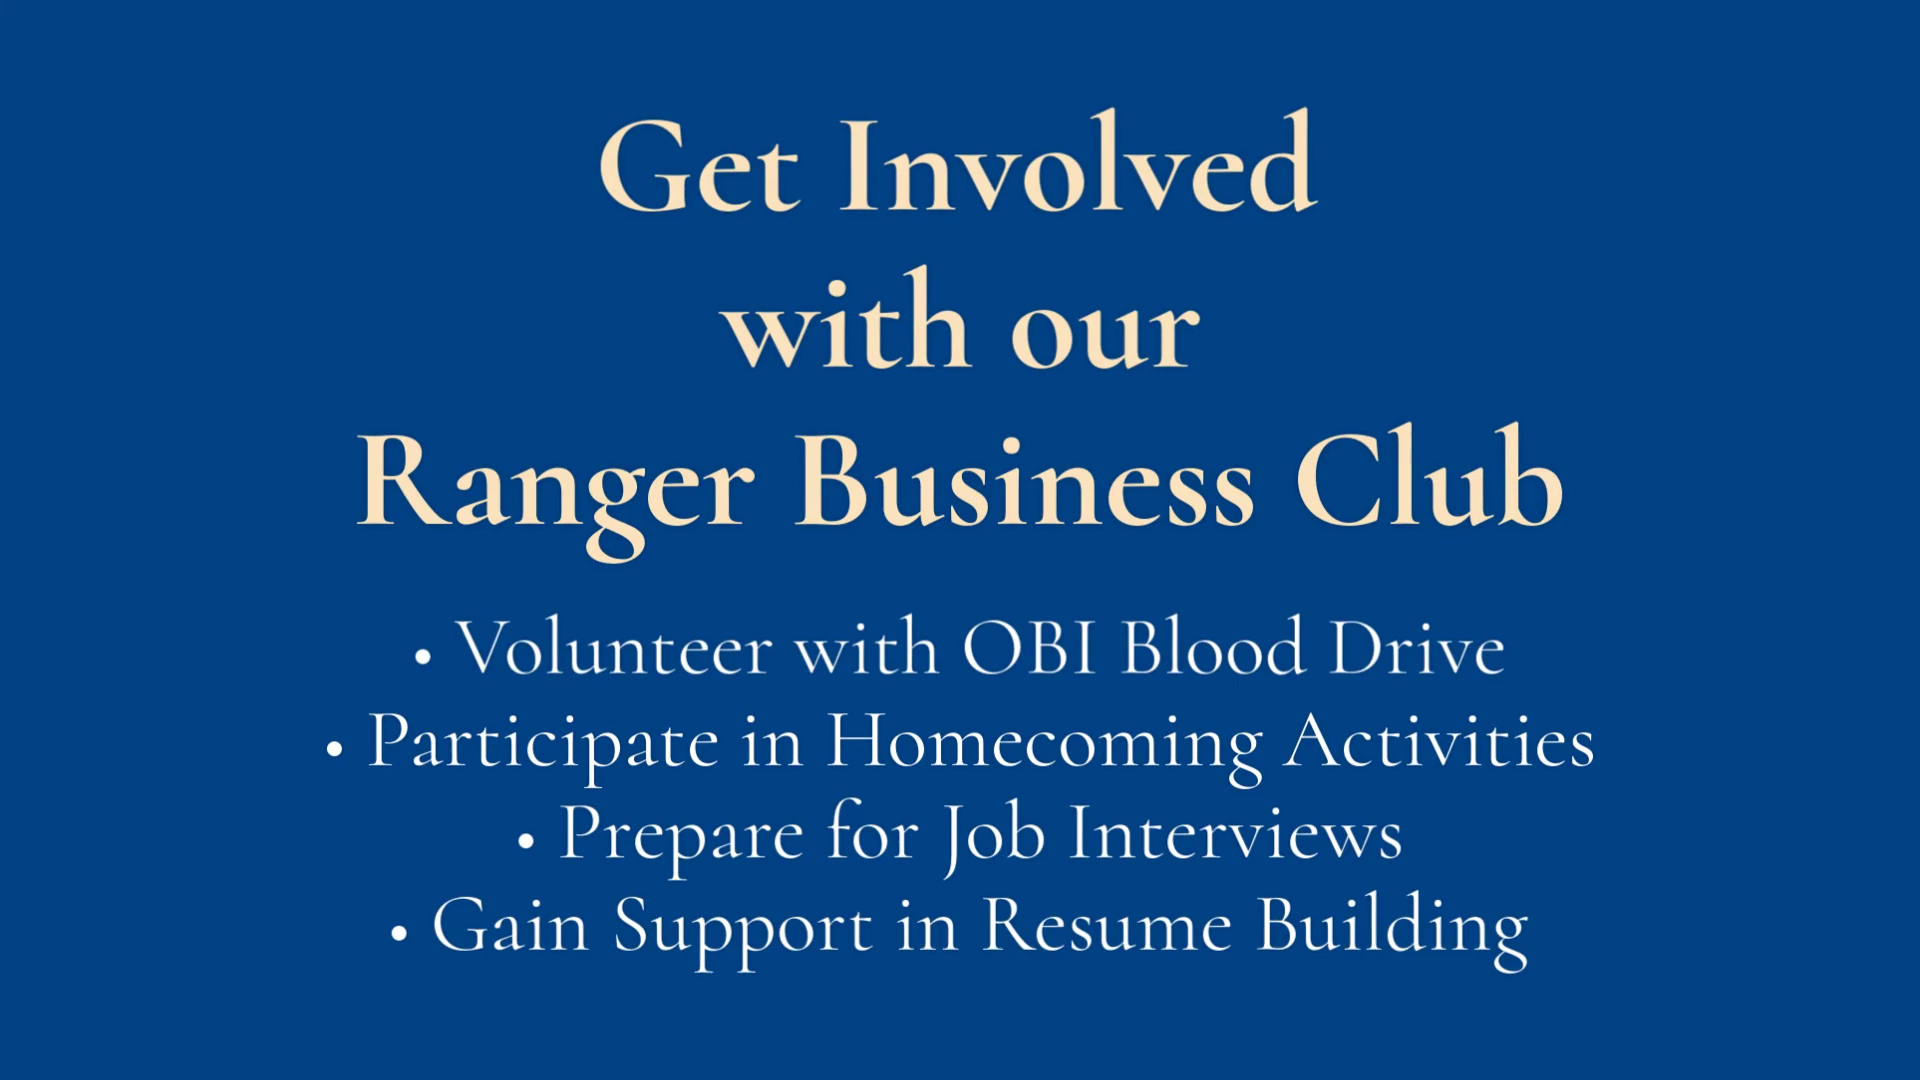 Get Involved
with our
Ranger Business Club
• Volunteer with OBI Blood Drive
• Participate in Homecoming Activities
• Prepare for Job Interviews
• Gain Support in Resume Building